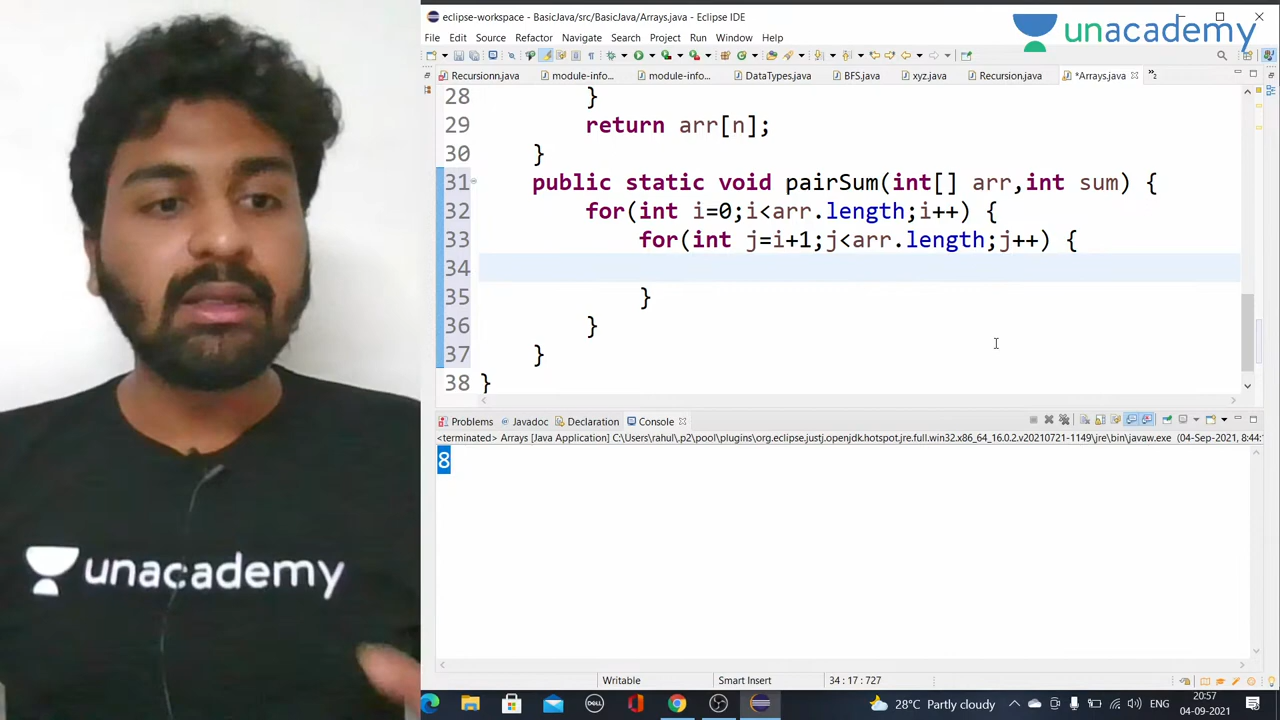 eclipse-workspace - BasicJava/src/BasicJava/Arrays.java - Eclipse IDE
unacademy
File Edit Source Refactor Navigate Search Project Run Window Help
Recursionn.java module-info... module-info... DataTypes.java BFS.java xyz.java Recursion.java *Arrays.java
28 }
29 return arr[n];
30 }
31 public static void pairSum(int[] arr,int sum) {
32 for(int i=0;i<arr.length;i++) {
33 for(int j=i+1;j<arr.length;j++) {
34
35 }
36 }
37 }
38 }
Problems Javadoc Declaration Console
<terminated> Arrays [Java Application] C:\Users\rahul\.p2\pool\plugins\org.eclipse.justj.openjdk.hotspot.jre.full.win32.x86_64_16.0.2.v20210721-1149\jre\bin\javaw.exe (04-Sep-2021, 8:44:
8
unacademy
Writable Smart Insert 34 : 17 : 727
DELL
28°C Partly cloudy ENG 20:57
04-09-2021